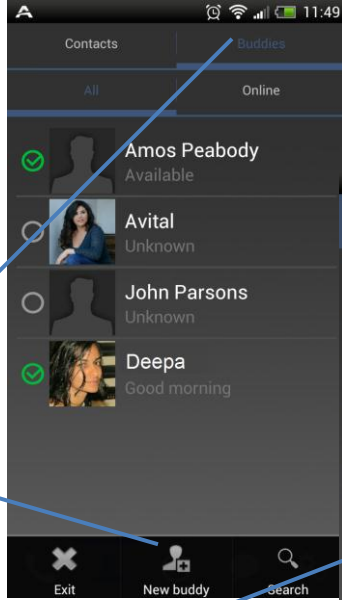 11:49
Contacts Buddies
All Online
Amos Peabody
Available
Avital
Unknown
John Parsons
Unknown
Deepa
Good morning
Exit New buddy Search